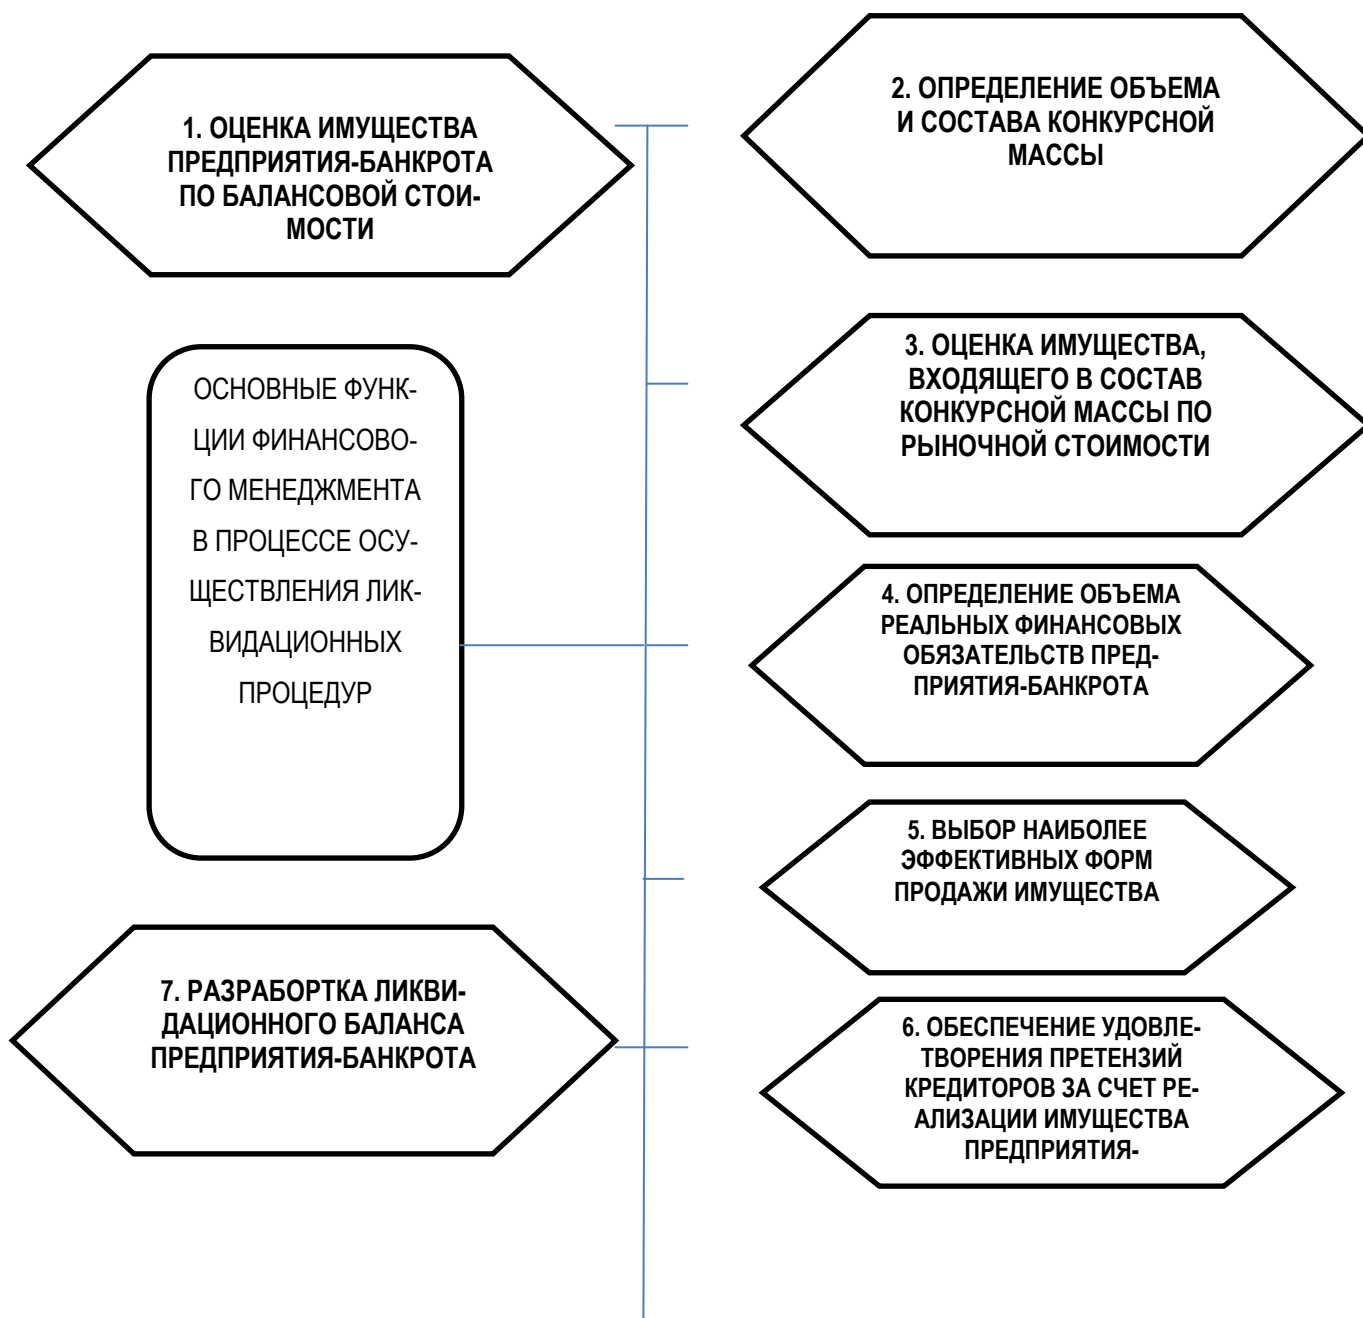 1. ОЦЕНКА ИМУЩЕСТВА
ПРЕДПРИЯТИЯ-БАНКРОТА
ПО БАЛАНСОВОЙ СТОИ-
МОСТИ
2. ОПРЕДЕЛЕНИЕ ОБЪЕМА
И СОСТАВА КОНКУРСНОЙ
МАССЫ
ОСНОВНЫЕ ФУНК-
ЦИИ ФИНАНСОВО-
ГО МЕНЕДЖМЕНТА
В ПРОЦЕССЕ ОСУ-
ЩЕСТВЛЕНИЯ ЛИК-
ВИДАЦИОННЫХ
ПРОЦЕДУР
3. ОЦЕНКА ИМУЩЕСТВА,
ВХОДЯЩЕГО В СОСТАВ
КОНКУРСНОЙ МАССЫ ПО
РЫНОЧНОЙ СТОИМОСТИ
4. ОПРЕДЕЛЕНИЕ ОБЪЕМА
РЕАЛЬНЫХ ФИНАНСОВЫХ
ОБЯЗАТЕЛЬСТВ ПРЕД-
ПРИЯТИЯ-БАНКРОТА
5. ВЫБОР НАИБОЛЕЕ
ЭФФЕКТИВНЫХ ФОРМ
ПРОДАЖИ ИМУЩЕСТВА
7. РАЗРАБОРТКА ЛИКВИ-
ДАЦИОННОГО БАЛАНСА
ПРЕДПРИЯТИЯ-БАНКРОТА
6. ОБЕСПЕЧЕНИЕ УДОВЛЕ-
ТВОРЕНИЯ ПРЕТЕНЗИЙ
КРЕДИТОРОВ ЗА СЧЕТ РЕ-
АЛИЗАЦИИ ИМУЩЕСТВА
ПРЕДПРИЯТИЯ-